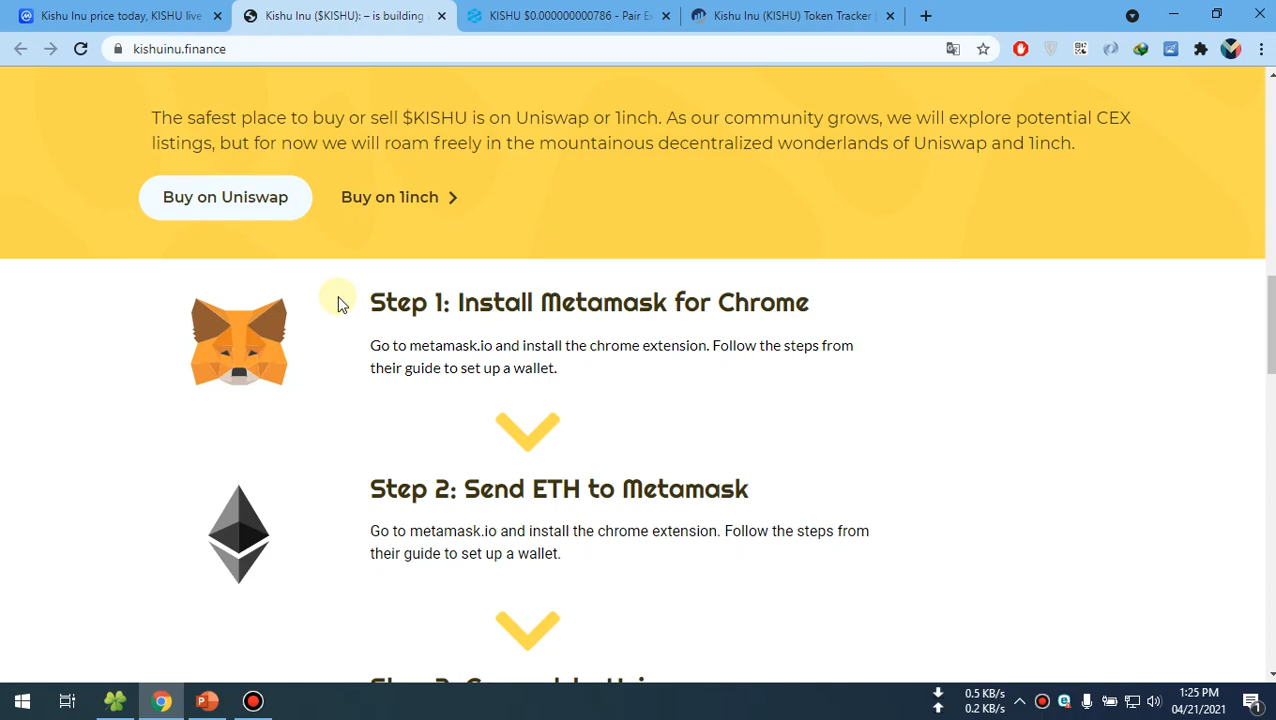 Kishu Inu price today, KISHU live
Kishu Inu ($KISHU): – is building
KISHU $0.000000000786 - Pair Ex
Kishu Inu (KISHU) Token Tracker
kishuinu.finance
The safest place to buy or sell $KISHU is on Uniswap or 1inch. As our community grows, we will explore potential CEX
listings, but for now we will roam freely in the mountainous decentralized wonderlands of Uniswap and 1inch.
Buy on Uniswap
Buy on 1inch
Step 1: Install Metamask for Chrome
Go to metamask.io and install the chrome extension. Follow the steps from
their guide to set up a wallet.
Step 2: Send ETH to Metamask
Go to metamask.io and install the chrome extension. Follow the steps from
their guide to set up a wallet.
0.5 KB/s
0.2 KB/s
1:25 PM
04/21/2021
1